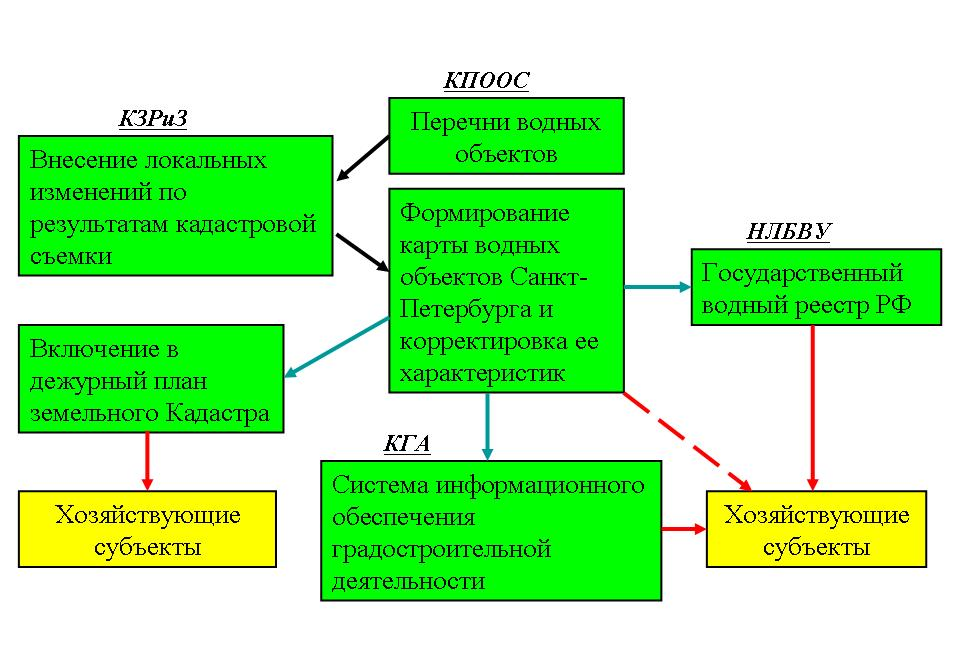 КПООС
Перечни водных
объектов
КЗРиЗ
Внесение локальных
изменений по
результатам кадастровой
съемки
Формирование
карты водных
объектов Санкт-
Петербурга и
корректировка ее
характеристик
НЛБВУ
Государственный
водный реестр РФ
Включение в
дежурный план
земельного Кадастра
КГА
Система информационного
обеспечения
градостроительной
деятельности
Хозяйствующие
субъекты
Хозяйствующие
субъекты